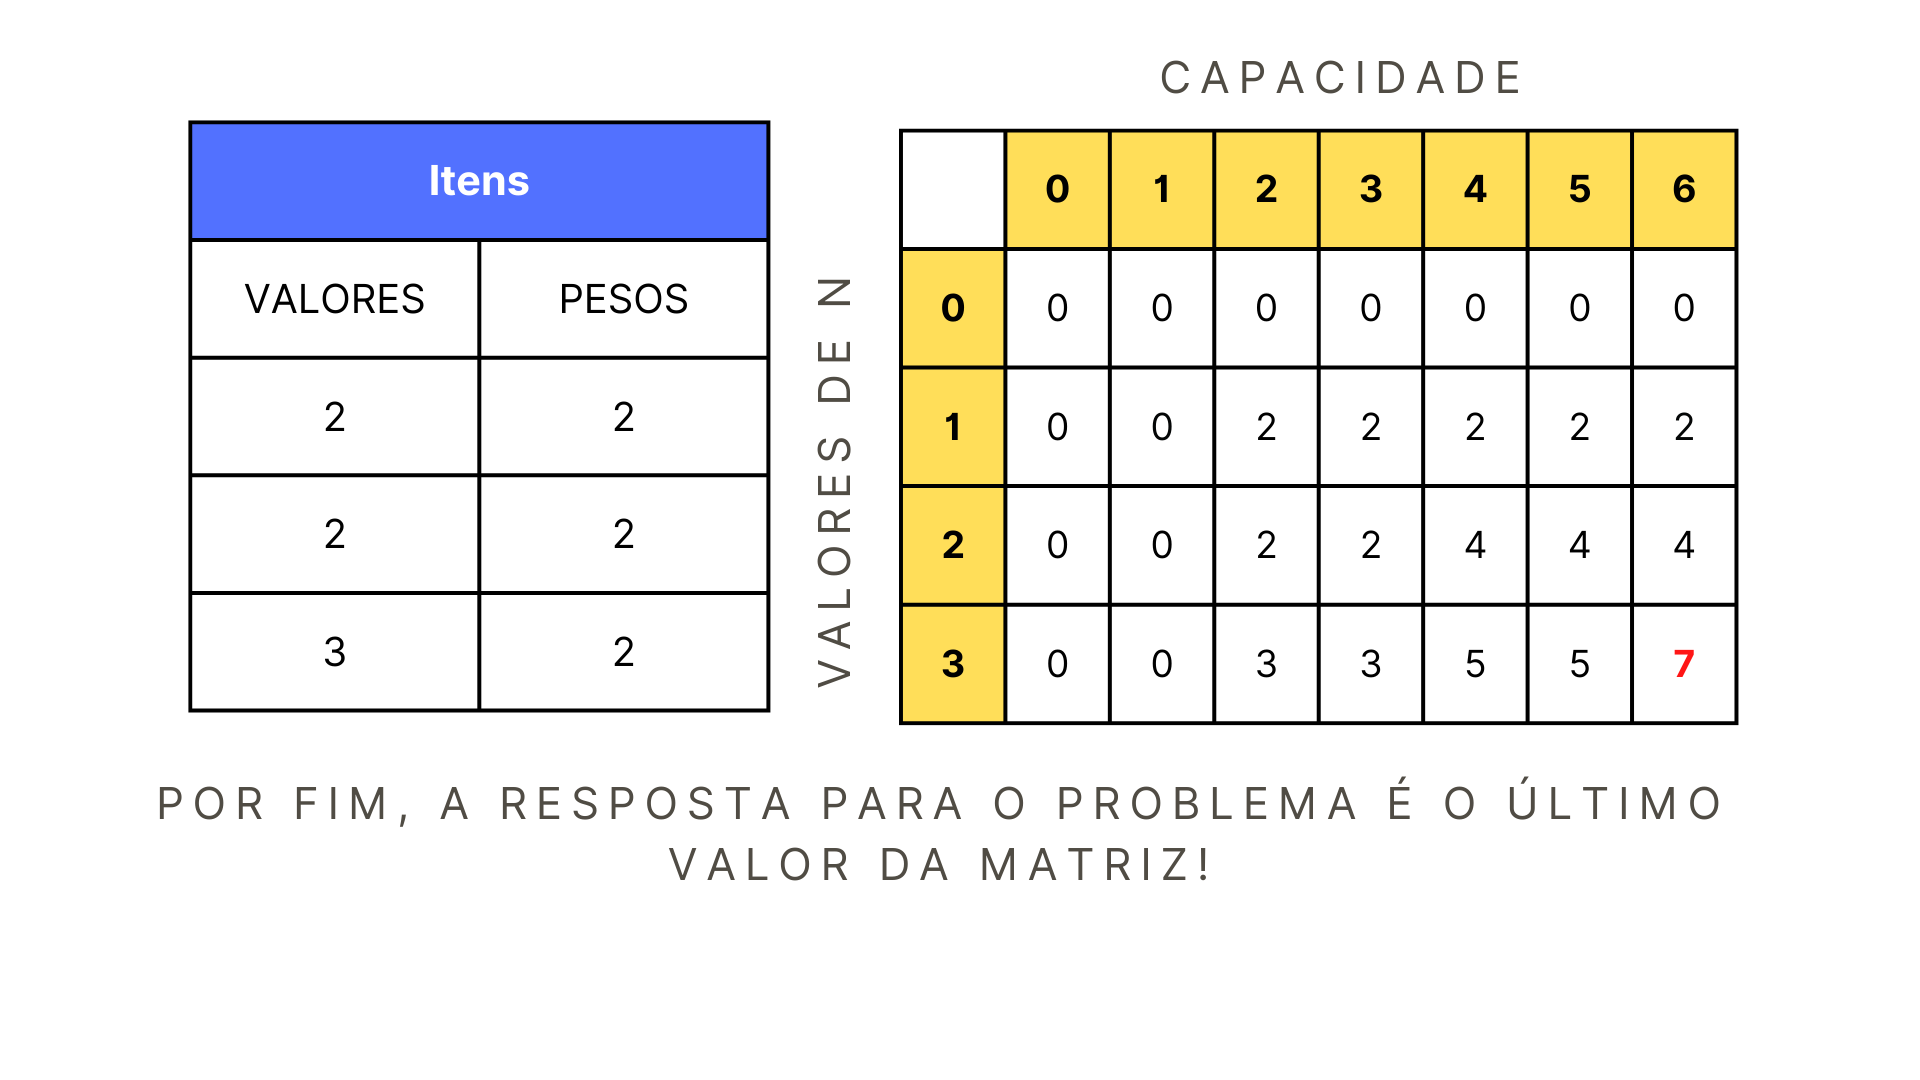 Itens
VALORES PESOS
2 2
2 2
3 2
CAPACIDADE
VALORES DE N
0 1 2 3 4 5 6
0 0 0 0 0 0 0 0
1 0 0 2 2 2 2 2
2 0 0 2 2 4 4 4
3 0 0 3 3 5 5 7
POR FIM, A RESPOSTA PARA O PROBLEMA É O ÚLTIMO
VALOR DA MATRIZ!